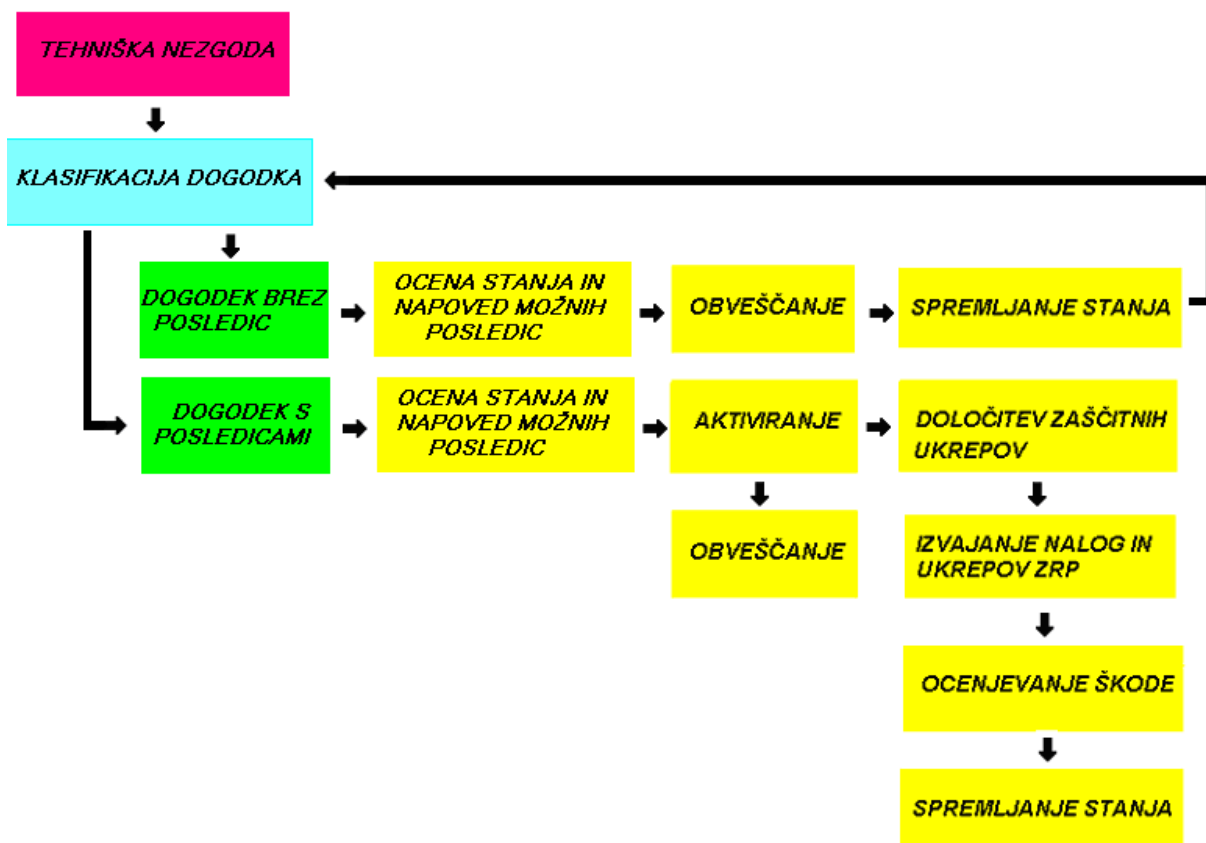 TEHNIŠKA NEZGODA
KLASIFIKACIJA DOGODKA
DOGODEK BREZ
POSLEDIC
OCENA STANJA IN
NAPOVED MOŽNIH
POSLEDIC
OBVEŠČANJE
SPREMLJANJE STANJA
DOGODEK S
POSLEDICAMI
OCENA STANJA IN
NAPOVED MOŽNIH
POSLEDIC
AKTIVIRANJE
DOLOČITEV ZAŠČITNIH
UKREPOV
OBVEŠČANJE
IZVAJANJE NALOG IN
UKREPOV ZRP
OCENJEVANJE ŠKODE
SPREMLJANJE STANJA